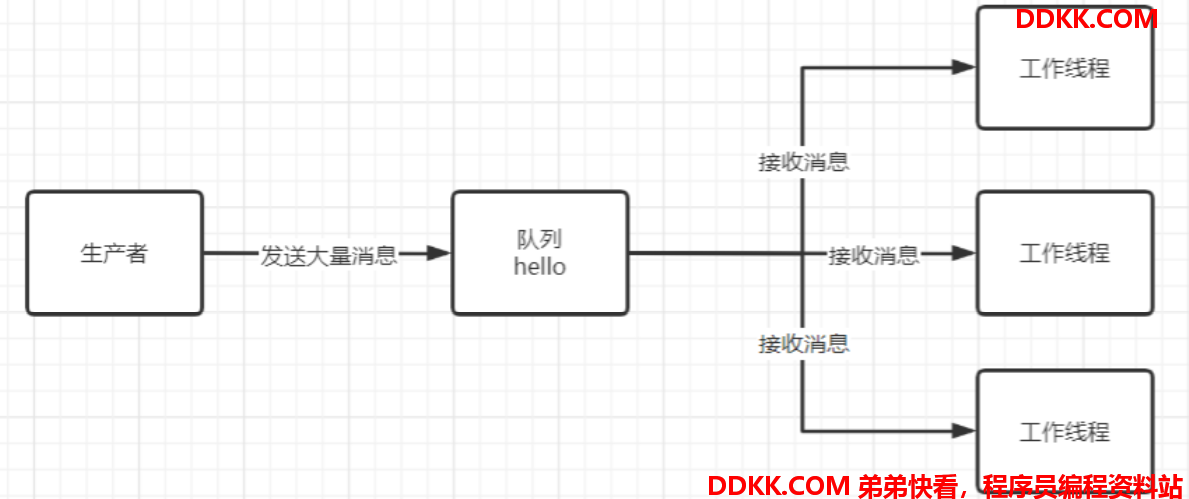 DDKK.COM
工作线程
接收消息
生产者
发送大量消息
队列
hello
接收消息
工作线程
接收消息
工作线程
DDKK.COM 弟弟快看，程序员编程资料站